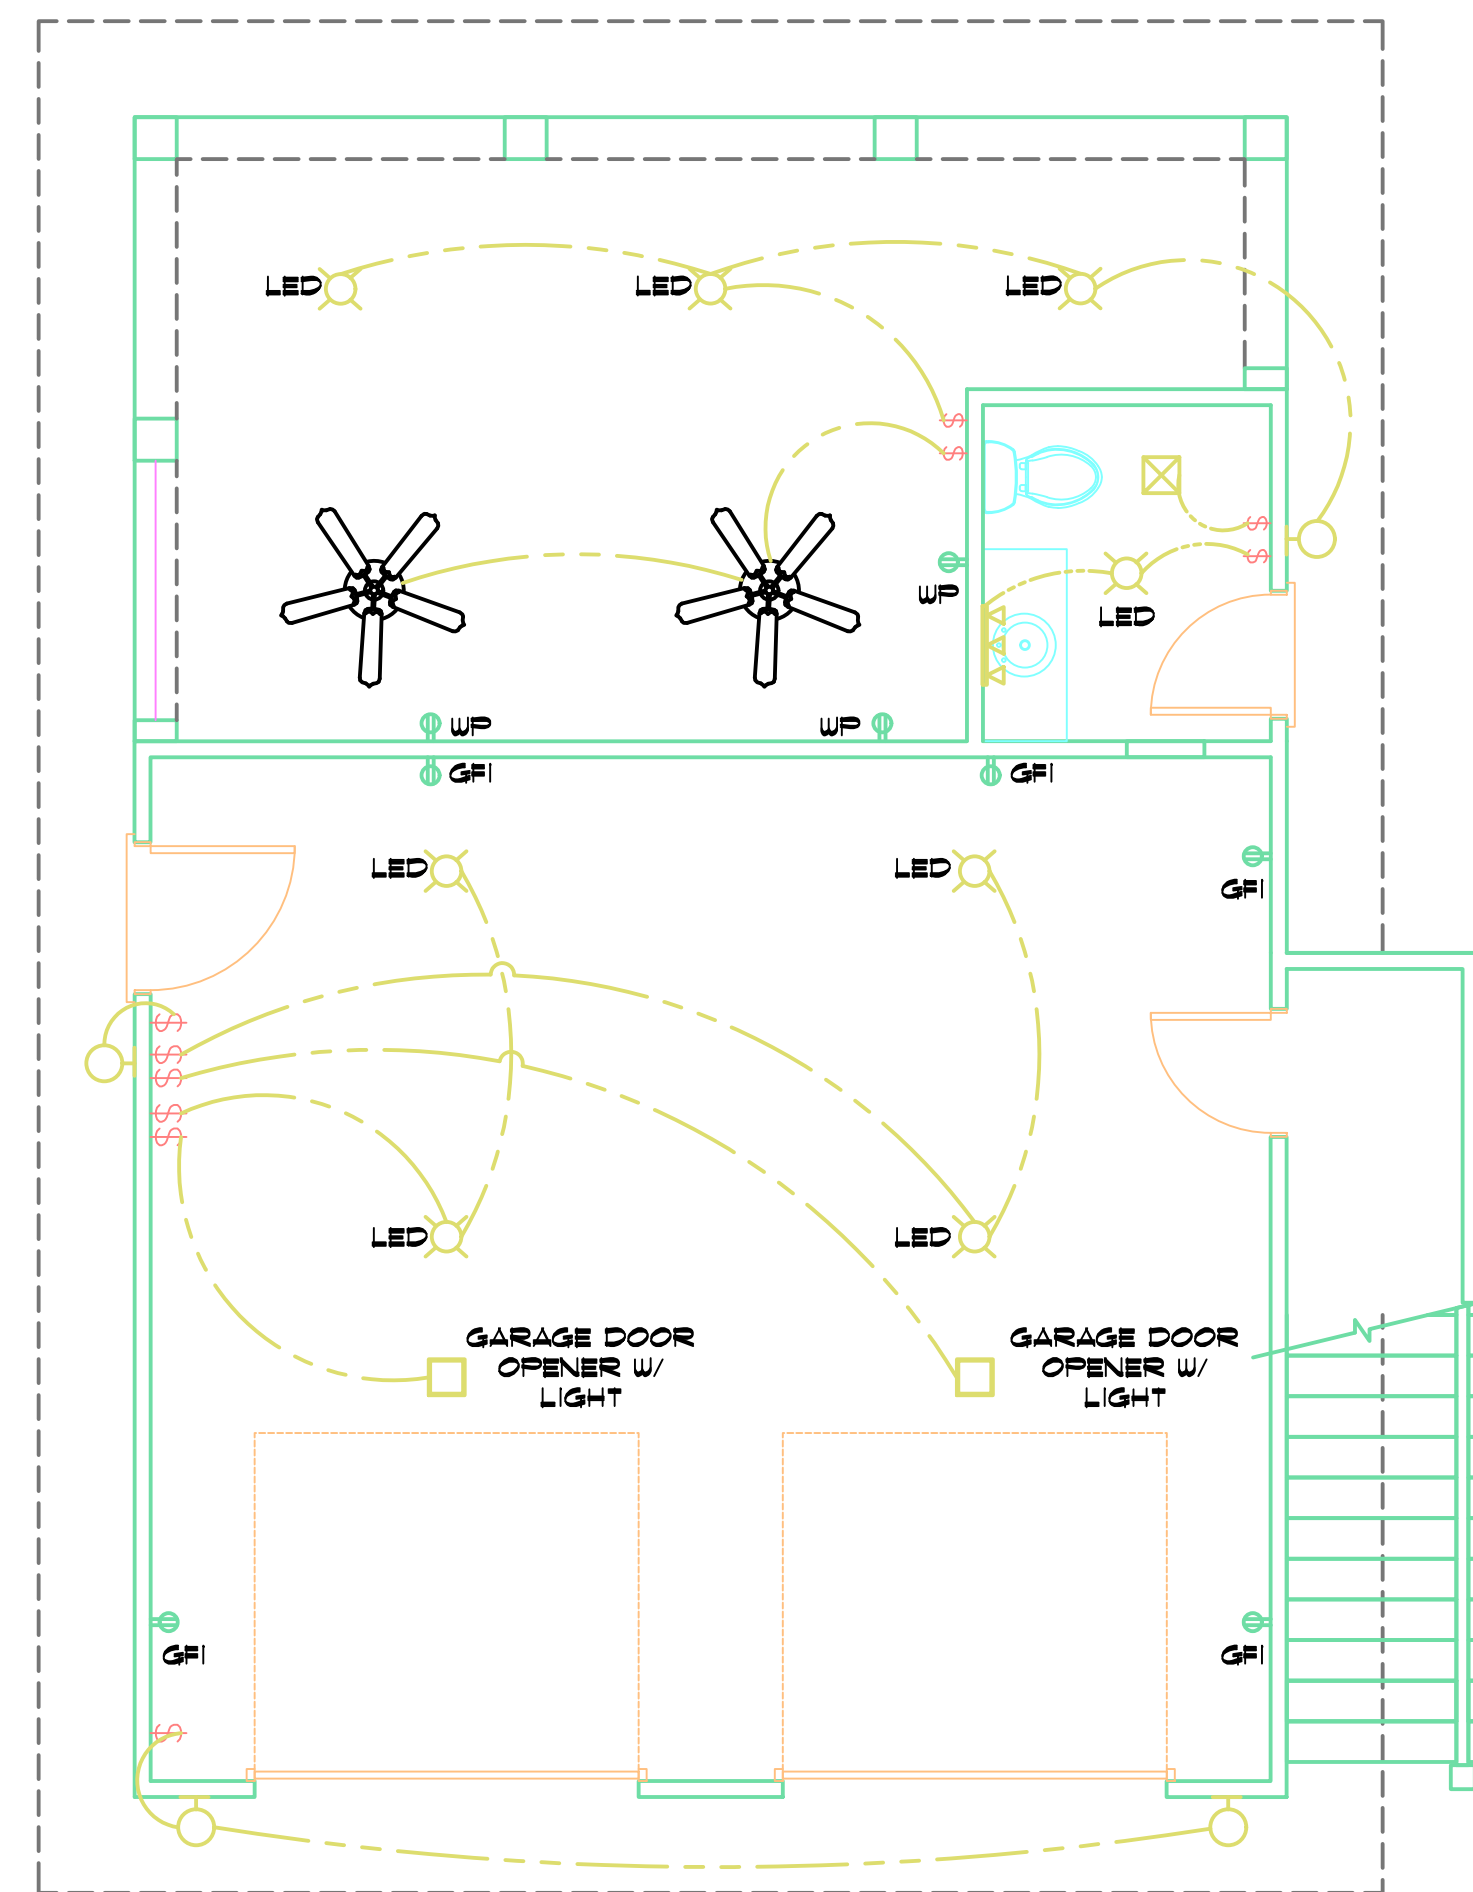 LED LED LED
$
$
$
$
WP
LED
WP WP
GFI GFI
LED LED
GFI
$
$
$
$
$
LED LED
GARAGE DOOR
OPENER W/
LIGHT
GARAGE DOOR
OPENER W/
LIGHT
GFI GFI
$